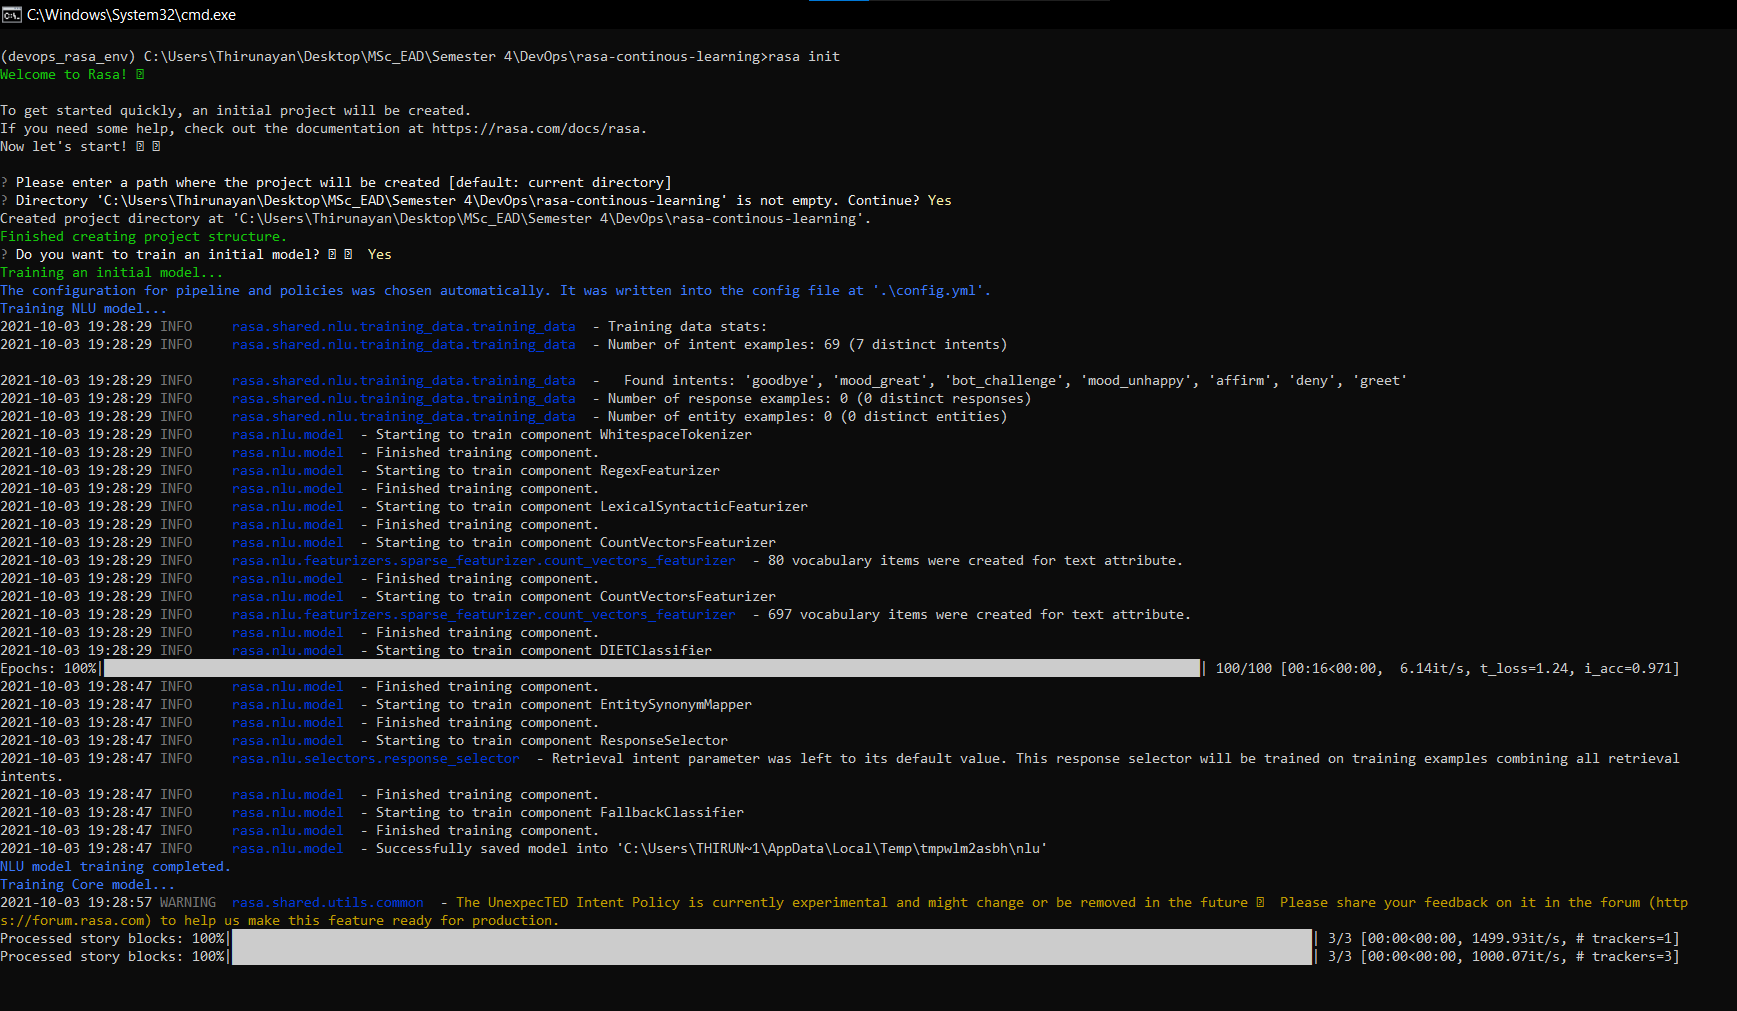 C:\Windows\System32\cmd.exe
(devops_rasa_env) C:\Users\Thirunayan\Desktop\MSc_EAD\Semester 4\DevOps\rasa-continous-learning>rasa init
Welcome to Rasa!
To get started quickly, an initial project will be created.
If you need some help, check out the documentation at https://rasa.com/docs/rasa.
Now let's start!
? Please enter a path where the project will be created [default: current directory]
? Directory 'C:\Users\Thirunayan\Desktop\MSc_EAD\Semester 4\DevOps\rasa-continous-learning' is not empty. Continue? Yes
Created project directory at 'C:\Users\Thirunayan\Desktop\MSc_EAD\Semester 4\DevOps\rasa-continous-learning'.
Finished creating project structure.
? Do you want to train an initial model? Yes
Training an initial model...
The configuration for pipeline and policies was chosen automatically. It was written into the config file at '.\config.yml'.
Training NLU model...
2021-10-03 19:28:29 INFO     rasa.shared.nlu.training_data.training_data  - Training data stats:
2021-10-03 19:28:29 INFO     rasa.shared.nlu.training_data.training_data  - Number of intent examples: 69 (7 distinct intents)
2021-10-03 19:28:29 INFO     rasa.shared.nlu.training_data.training_data  -   Found intents: 'goodbye', 'mood_great', 'bot_challenge', 'mood_unhappy', 'affirm', 'deny', 'greet'
2021-10-03 19:28:29 INFO     rasa.shared.nlu.training_data.training_data  - Number of response examples: 0 (0 distinct responses)
2021-10-03 19:28:29 INFO     rasa.shared.nlu.training_data.training_data  - Number of entity examples: 0 (0 distinct entities)
2021-10-03 19:28:29 INFO     rasa.nlu.model  - Starting to train component WhitespaceTokenizer
2021-10-03 19:28:29 INFO     rasa.nlu.model  - Finished training component.
2021-10-03 19:28:29 INFO     rasa.nlu.model  - Starting to train component RegexFeaturizer
2021-10-03 19:28:29 INFO     rasa.nlu.model  - Finished training component.
2021-10-03 19:28:29 INFO     rasa.nlu.model  - Starting to train component LexicalSyntacticFeaturizer
2021-10-03 19:28:29 INFO     rasa.nlu.model  - Finished training component.
2021-10-03 19:28:29 INFO     rasa.nlu.model  - Starting to train component CountVectorsFeaturizer
2021-10-03 19:28:29 INFO     rasa.nlu.featurizers.sparse_featurizer.count_vectors_featurizer  - 80 vocabulary items were created for text attribute.
2021-10-03 19:28:29 INFO     rasa.nlu.model  - Finished training component.
2021-10-03 19:28:29 INFO     rasa.nlu.model  - Starting to train component CountVectorsFeaturizer
2021-10-03 19:28:29 INFO     rasa.nlu.featurizers.sparse_featurizer.count_vectors_featurizer  - 697 vocabulary items were created for text attribute.
2021-10-03 19:28:29 INFO     rasa.nlu.model  - Finished training component.
2021-10-03 19:28:29 INFO     rasa.nlu.model  - Starting to train component DIETClassifier
Epochs: 100%| | 100/100 [00:16<00:00,  6.14it/s, t_loss=1.24, i_acc=0.971]
2021-10-03 19:28:47 INFO     rasa.nlu.model  - Finished training component.
2021-10-03 19:28:47 INFO     rasa.nlu.model  - Starting to train component EntitySynonymMapper
2021-10-03 19:28:47 INFO     rasa.nlu.model  - Finished training component.
2021-10-03 19:28:47 INFO     rasa.nlu.model  - Starting to train component ResponseSelector
2021-10-03 19:28:47 INFO     rasa.nlu.selectors.response_selector  - Retrieval intent parameter was left to its default value. This response selector will be trained on training examples combining all retrieval
intents.
2021-10-03 19:28:47 INFO     rasa.nlu.model  - Finished training component.
2021-10-03 19:28:47 INFO     rasa.nlu.model  - Starting to train component FallbackClassifier
2021-10-03 19:28:47 INFO     rasa.nlu.model  - Finished training component.
2021-10-03 19:28:47 INFO     rasa.nlu.model  - Successfully saved model into 'C:\Users\THIRUN~1\AppData\Local\Temp\tmpwlm2asbh\nlu'
NLU model training completed.
Training Core model...
2021-10-03 19:28:57 WARNING  rasa.shared.utils.common  - The UnexpecTED Intent Policy is currently experimental and might change or be removed in the future Please share your feedback on it in the forum (http
s://forum.rasa.com) to help us make this feature ready for production.
Processed story blocks: 100%| | 3/3 [00:00<00:00, 1499.93it/s, # trackers=1]
Processed story blocks: 100%| | 3/3 [00:00<00:00, 1000.07it/s, # trackers=3]